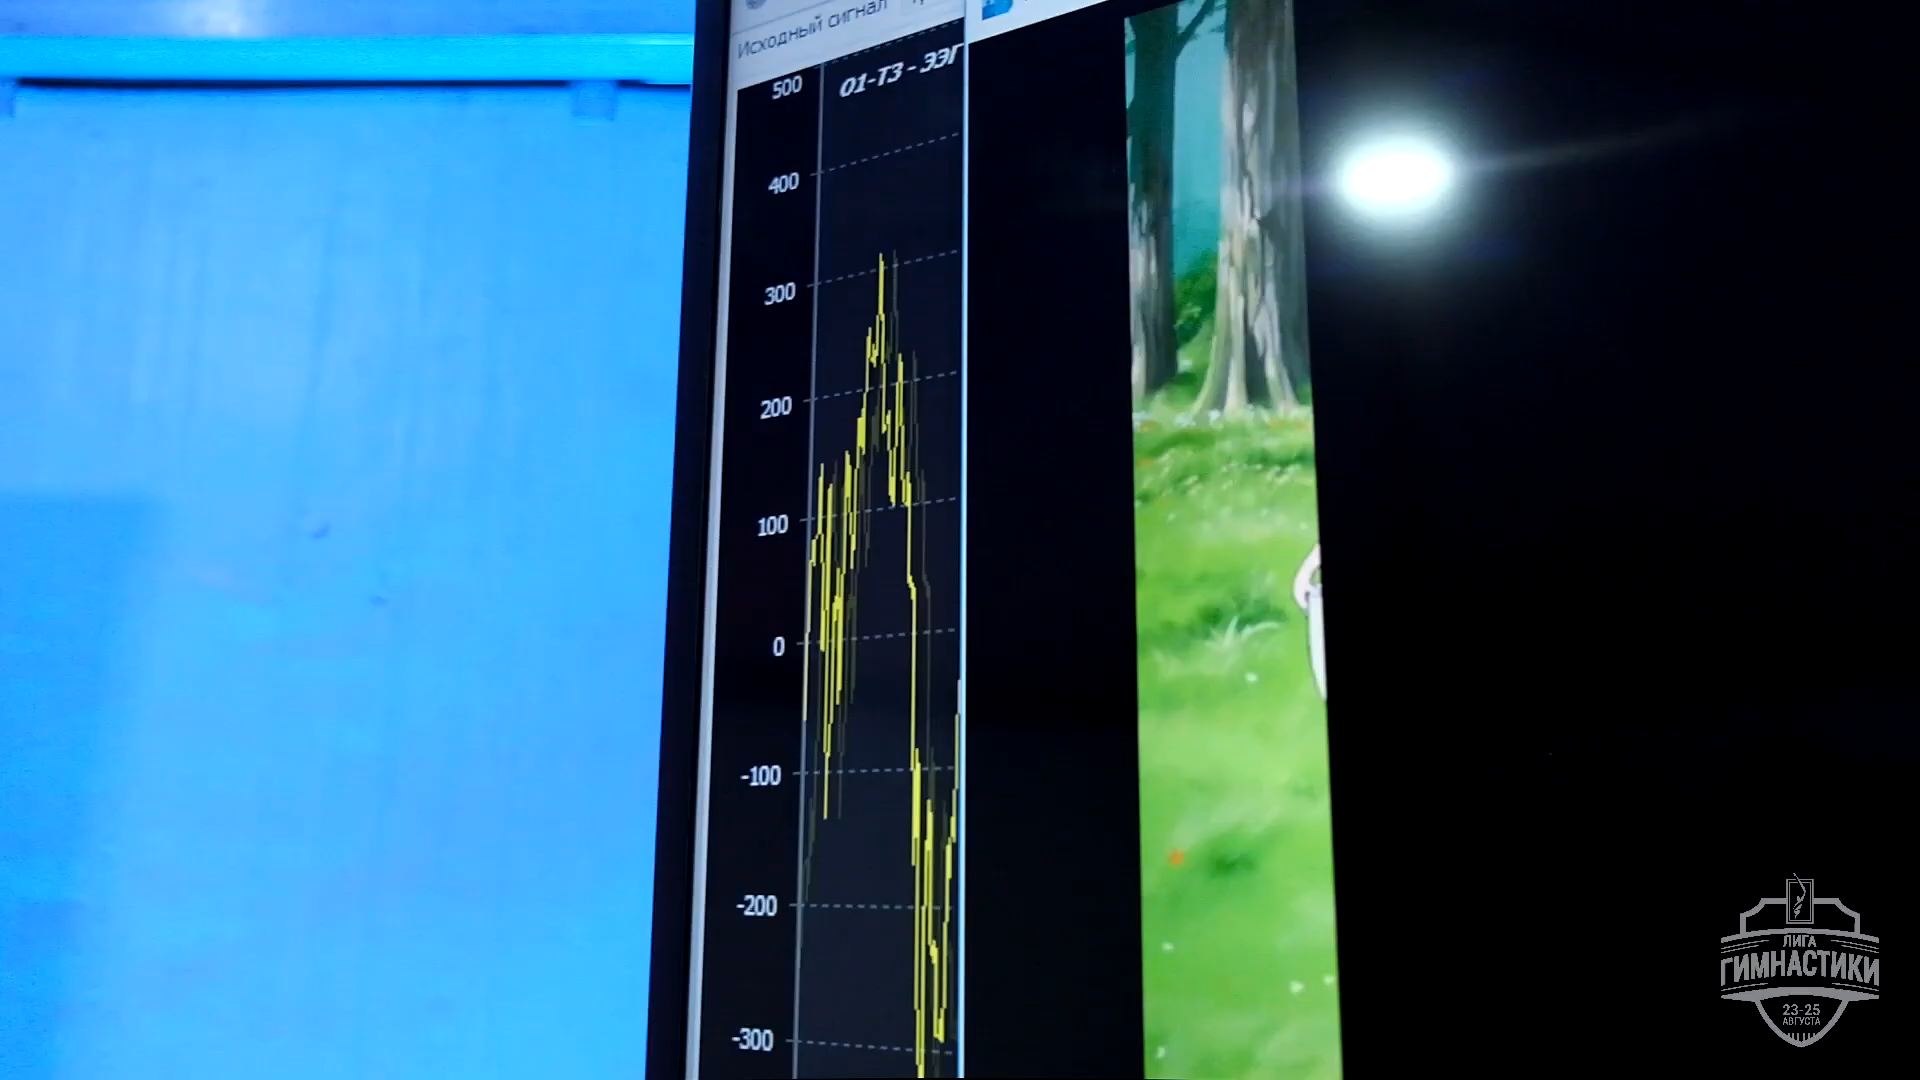 Исходный сигнал
O1-T3 - ЭЭГ
500
400
300
200
100
0
-100
-200
-300
ЛИГА
ГИМНАСТИКИ
23-25
АВГУСТА